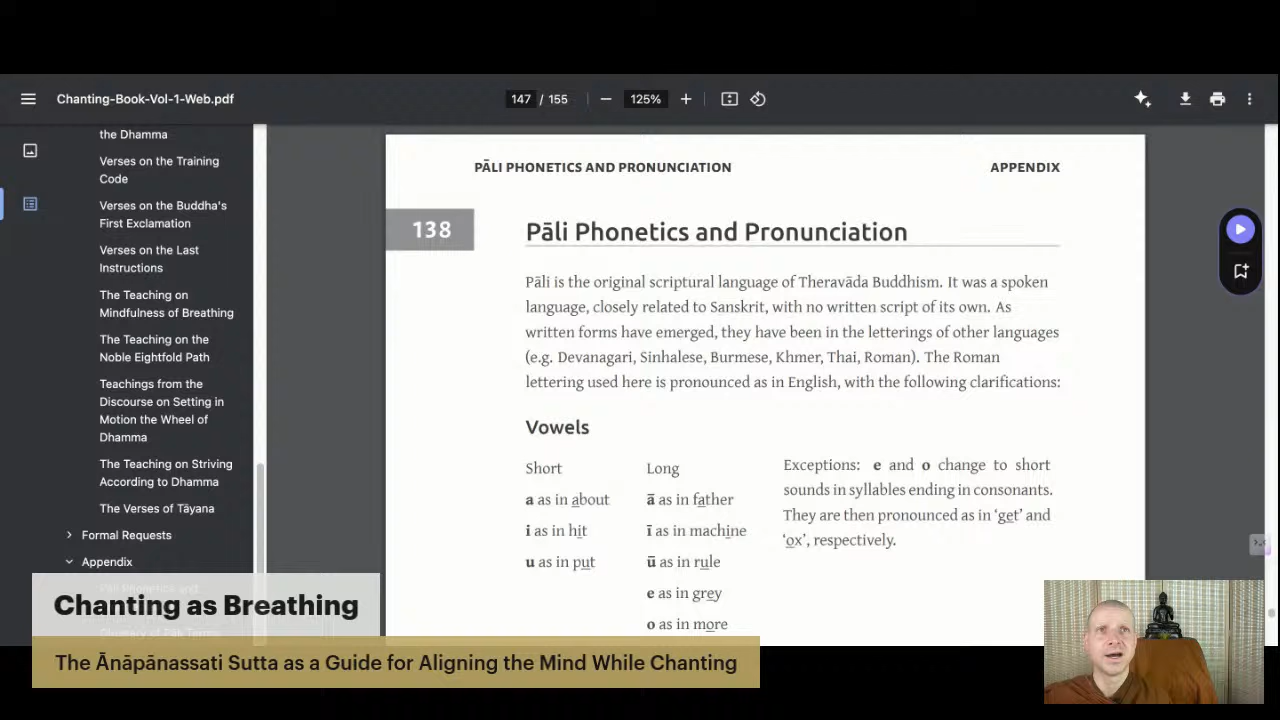 Chanting-Book-Vol-1-Web.pdf
147 / 155
125%
the Dhamma
Verses on the Training
Code
Verses on the Buddha's
First Exclamation
Verses on the Last
Instructions
The Teaching on
Mindfulness of Breathing
The Teaching on the
Noble Eightfold Path
Teachings from the
Discourse on Setting in
Motion the Wheel of
Dhamma
The Teaching on Striving
According to Dhamma
The Verses of Tāyana
Formal Requests
Appendix
PĀLI PHONETICS AND PRONUNCIATION
APPENDIX
138
Pāli Phonetics and Pronunciation
Pāli is the original scriptural language of Theravāda Buddhism. It was a spoken
language, closely related to Sanskrit, with no written script of its own. As
written forms have emerged, they have been in the letterings of other languages
(e.g. Devanagari, Sinhalese, Burmese, Khmer, Thai, Roman). The Roman
lettering used here is pronounced as in English, with the following clarifications:
Vowels
Short
a as in about
i as in hit
u as in put
Long
ā as in father
ī as in machine
ū as in rule
e as in grey
o as in more
Exceptions: e and o change to short
sounds in syllables ending in consonants.
They are then pronounced as in ‘get’ and
‘ox’, respectively.
Chanting as Breathing
The Ānāpānassati Sutta as a Guide for Aligning the Mind While Chanting